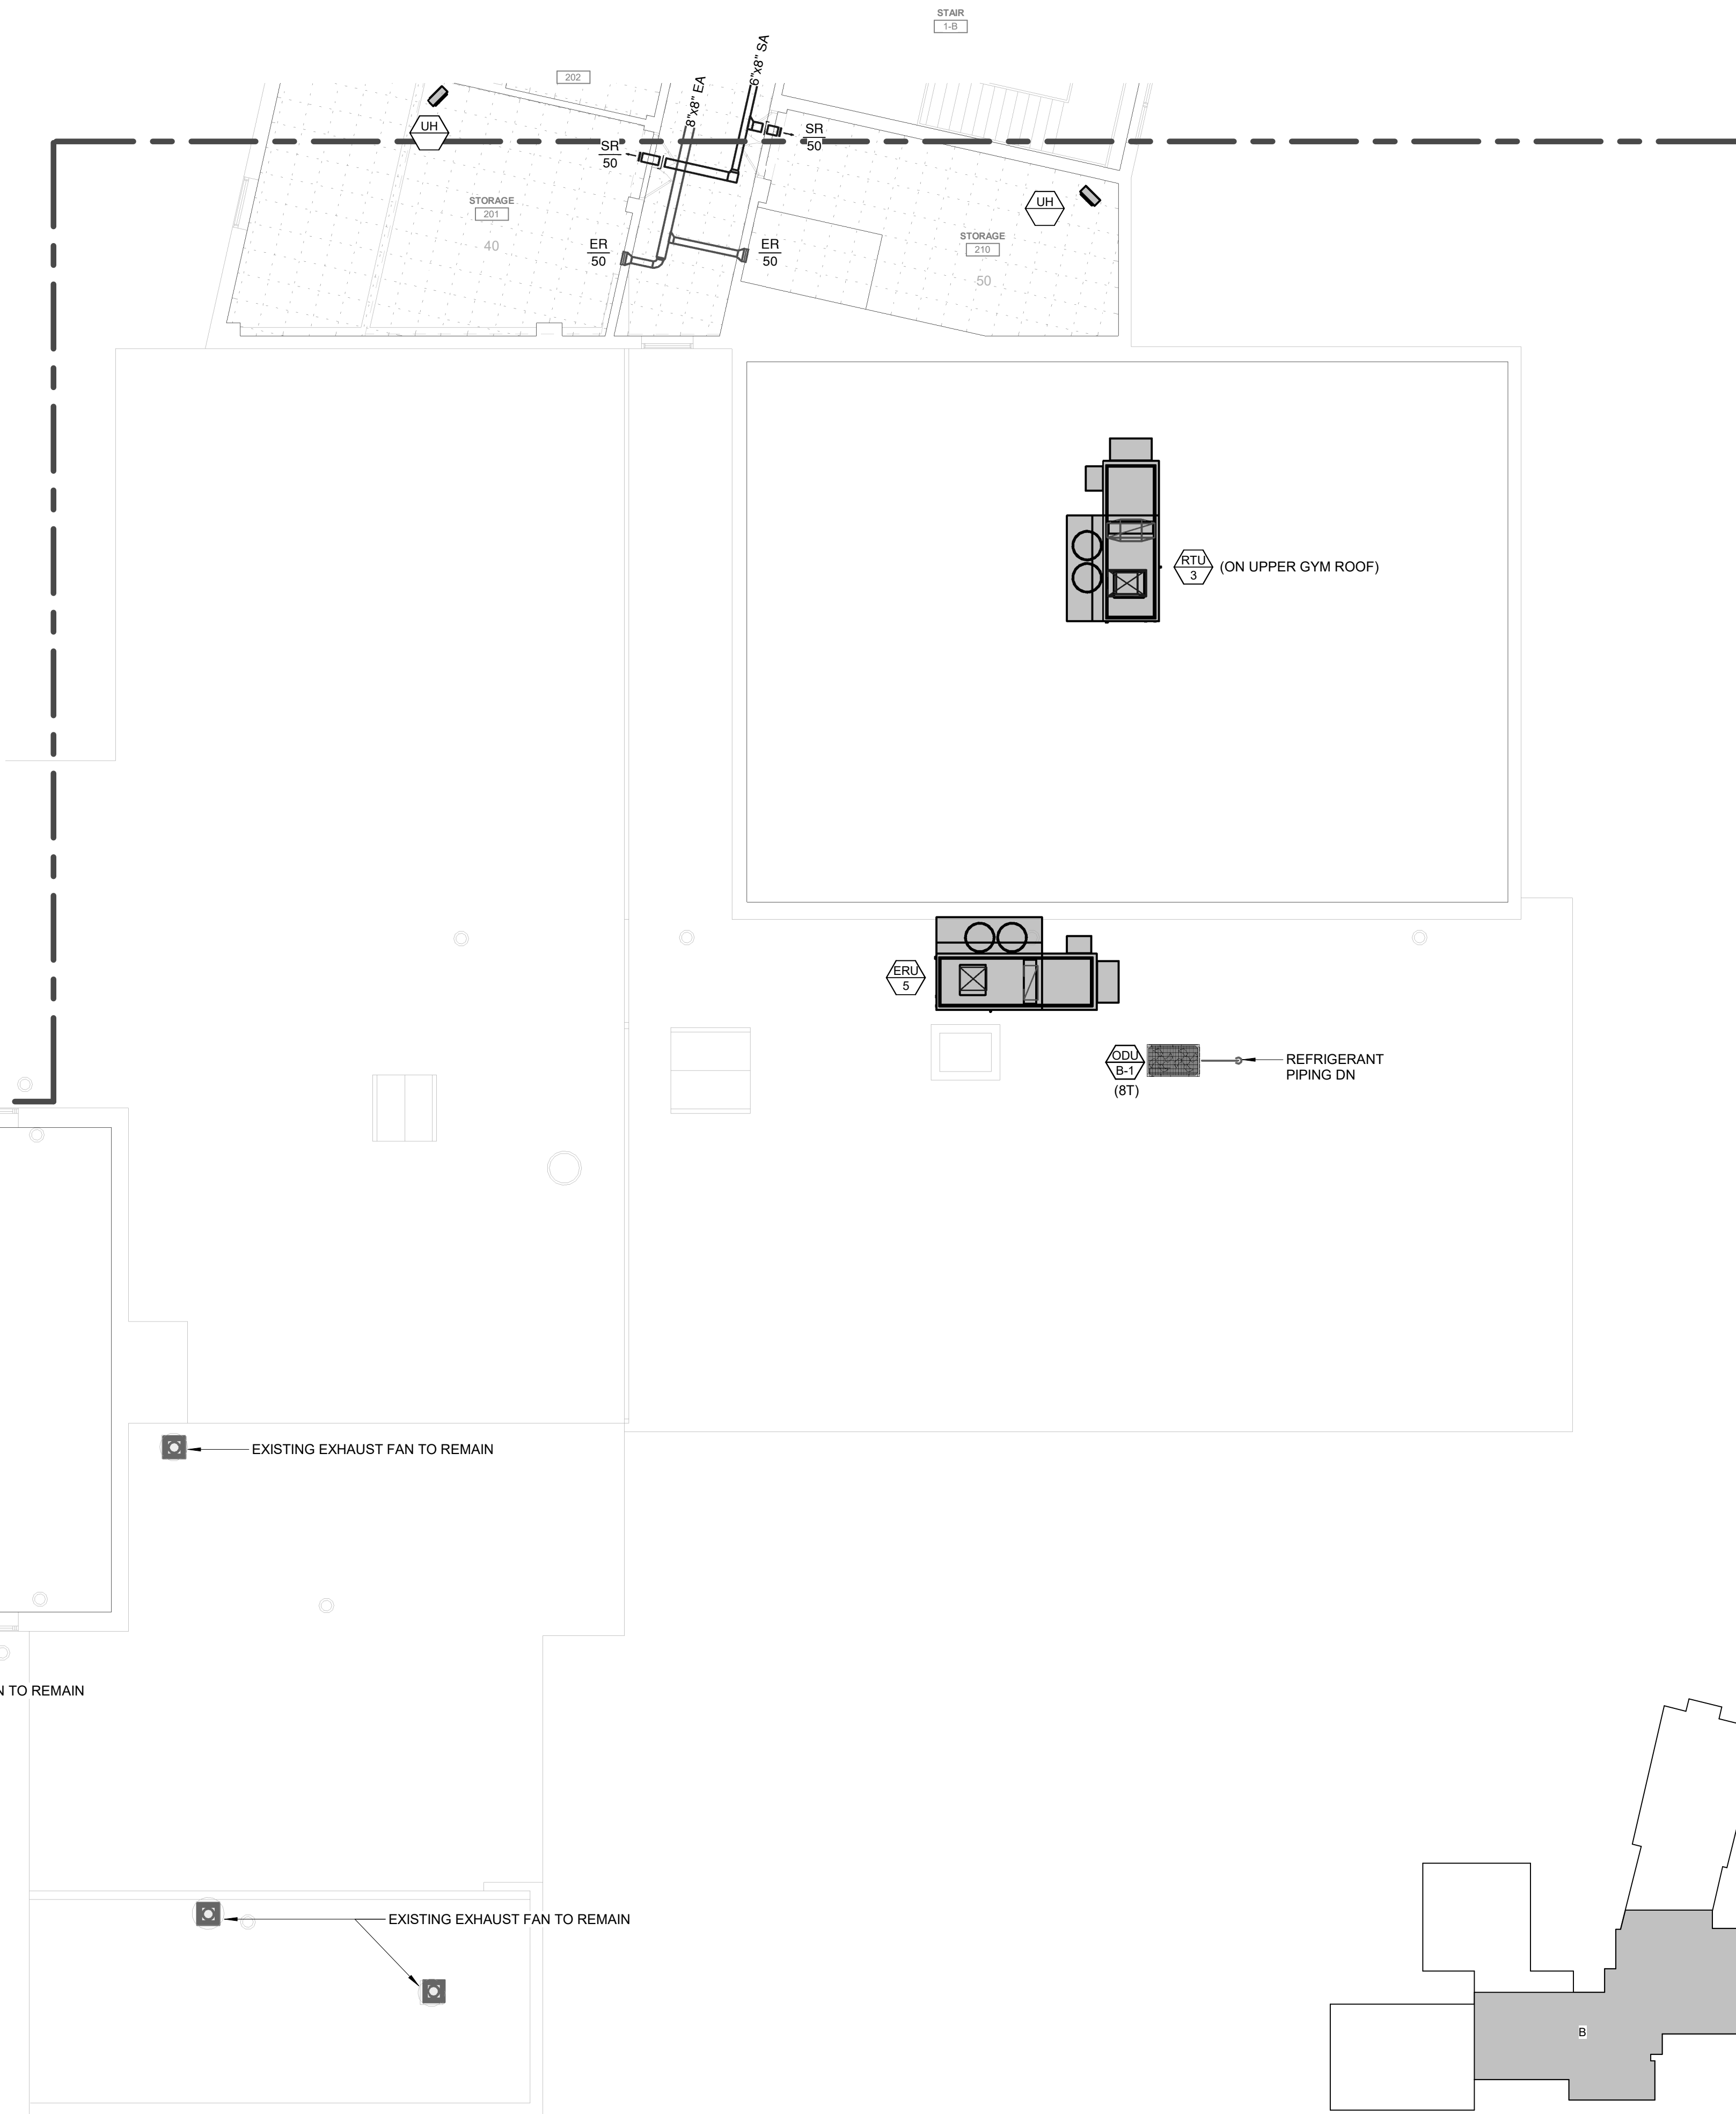 STAIR
1-B
6"x8" SA
8"x8" EA
202
UH
SR
50
SR
50
STORAGE
201
40
UH
STORAGE
210
50
ER
50
ER
50
RTU
3
(ON UPPER GYM ROOF)
ERU
5
ODU
B-1
(8T)
REFRIGERANT
PIPING DN
EXISTING EXHAUST FAN TO REMAIN
TO REMAIN
EXISTING EXHAUST FAN TO REMAIN
B